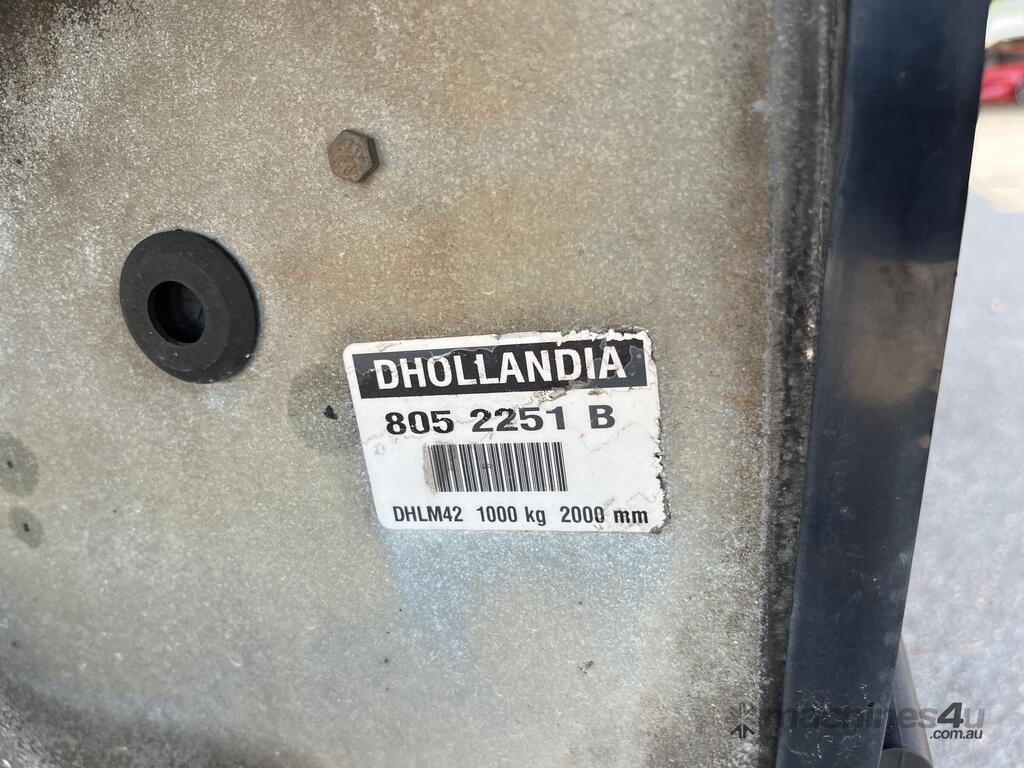 DHOLLANDIA
805 2251 B
DHLM42 1000 kg 2000 mm
machines4u
.com.au